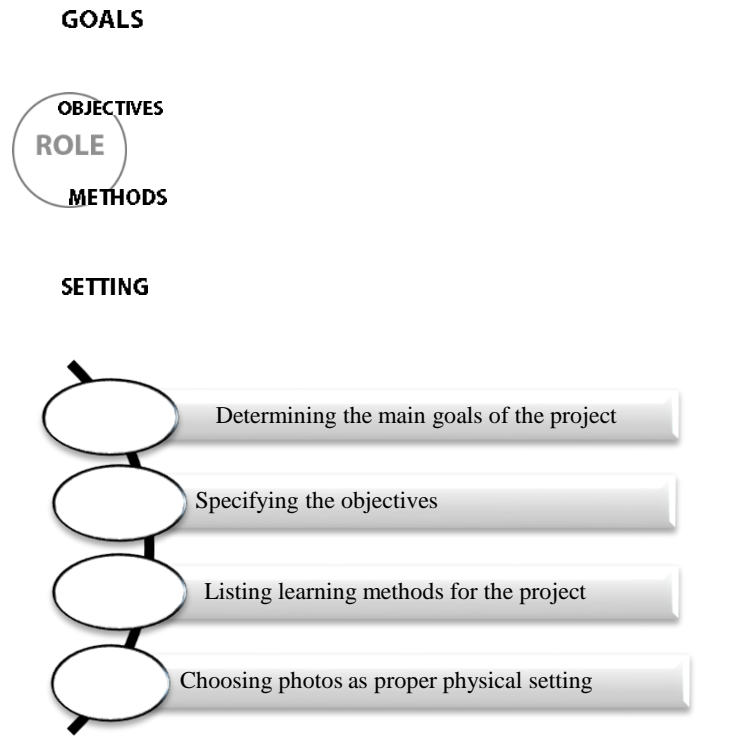 GOALS
OBJECTIVES
ROLE
METHODS
SETTING
Determining the main goals of the project
Specifying the objectives
Listing learning methods for the project
Choosing photos as proper physical setting